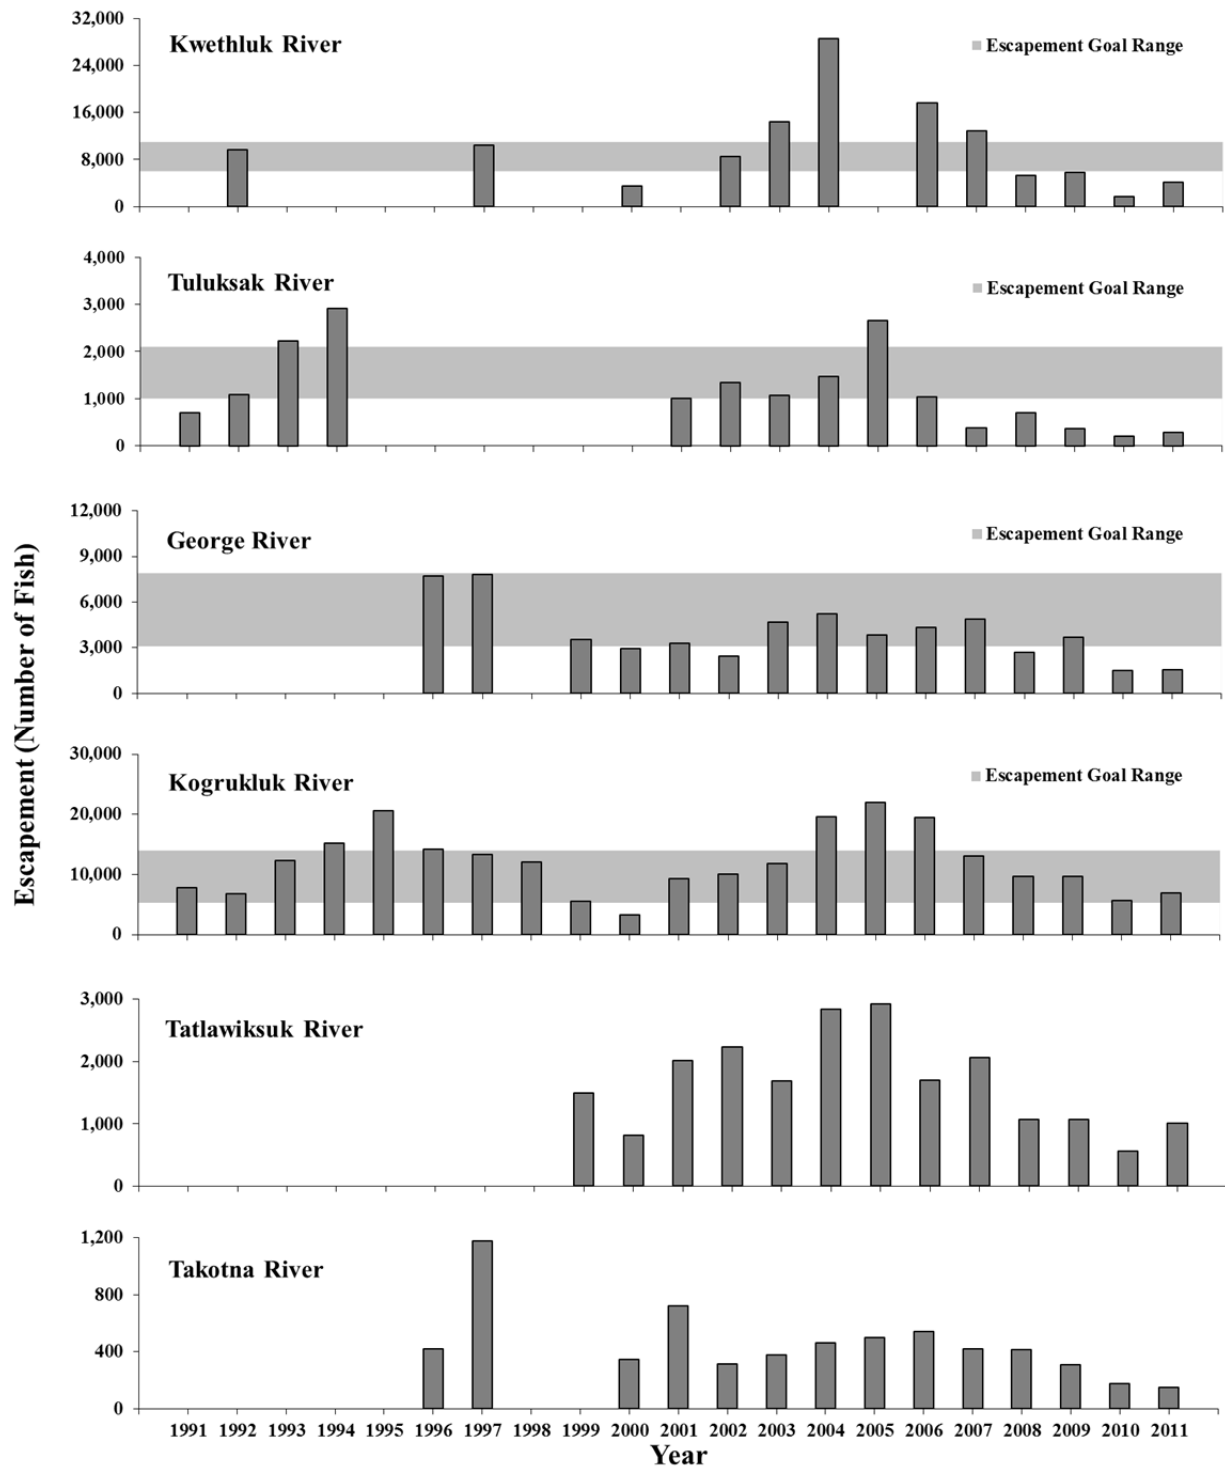 Escapement (Number of Fish)
32,000
24,000
16,000
8,000
0
Kwethluk River
Escapement Goal Range
4,000
3,000
2,000
1,000
0
Tuluksak River
Escapement Goal Range
12,000
9,000
6,000
3,000
0
George River
Escapement Goal Range
30,000
20,000
10,000
0
Kogrukluk River
Escapement Goal Range
3,000
2,000
1,000
0
Tatlawiksuk River
1,200
800
400
0
Takotna River
1991 1992 1993 1994 1995 1996 1997 1998 1999 2000 2001 2002 2003 2004 2005 2006 2007 2008 2009 2010 2011
Year